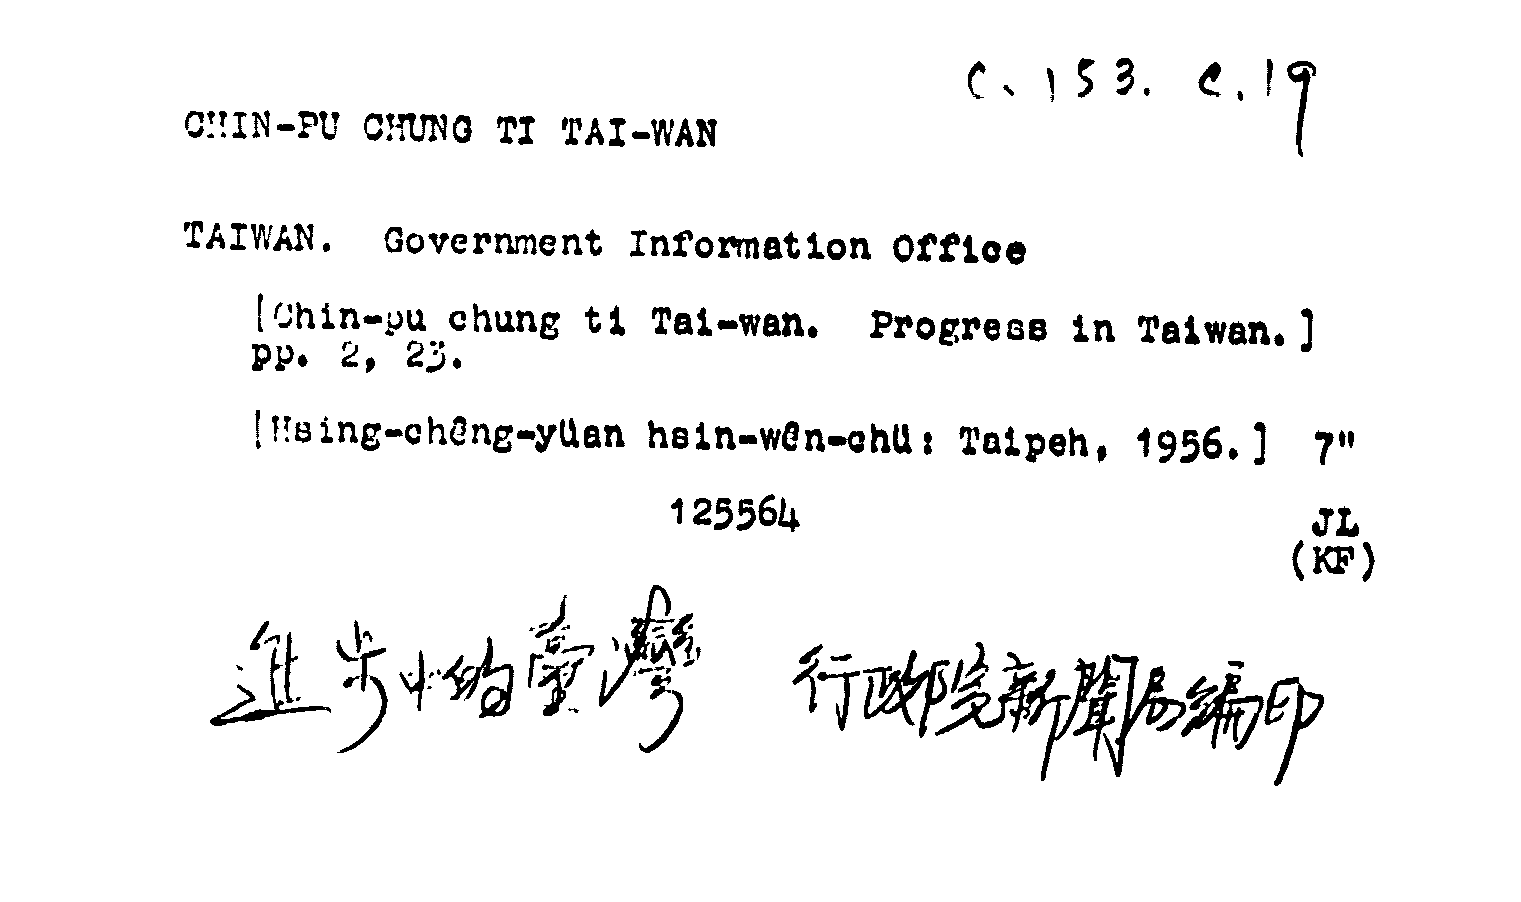 C. 153. c. 19
CHIN-PU CHUNG TI TAI-WAN
TAIWAN. Government Information Office
[Chin-pu chung ti Tai-wan. Progress in Taiwan.]
pp. 2, 23.
[Hsing-chêng-yüan hsin-wên-chü: Taipeh, 1956.] 7"
125564
JL
(KF)
進步中的臺灣 行政院新聞局編印